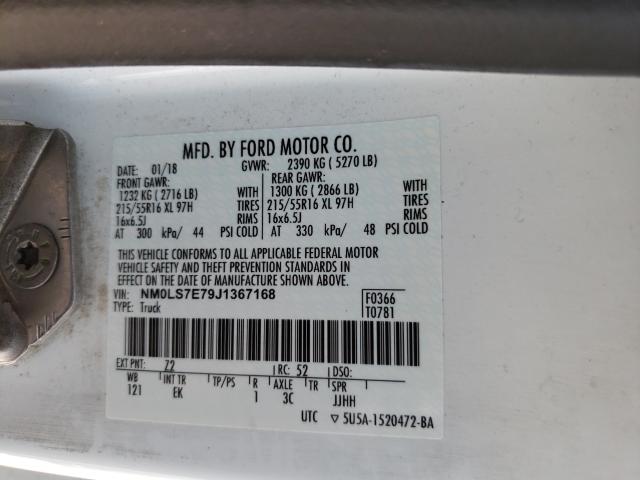 MFD. BY FORD MOTOR CO.
DATE: 01/18 GVWR: 2390 KG ( 5270 LB)
FRONT GAWR: REAR GAWR:
1232 KG ( 2716 LB) WITH 1300 KG ( 2866 LB) WITH
215/55R16 XL 97H TIRES 215/55R16 XL 97H TIRES
16x6.5J RIMS 16x6.5J RIMS
AT 300 kPa/ 44 PSI COLD AT 330 kPa/ 48 PSI COLD
THIS VEHICLE CONFORMS TO ALL APPLICABLE FEDERAL MOTOR
VEHICLE SAFETY AND THEFT PREVENTION STANDARDS IN
EFFECT ON THE DATE OF MANUFACTURE SHOWN ABOVE.
VIN: NM0LS7E79J1367168 F0366
TYPE: Truck T0781
EXT PNT: Z2 RC: 52 DSO:
WB INT TR TP/PS R AXLE TR SPR
121 EK 1 3C JJHH
UTC ▽ 5U5A-1520472-BA